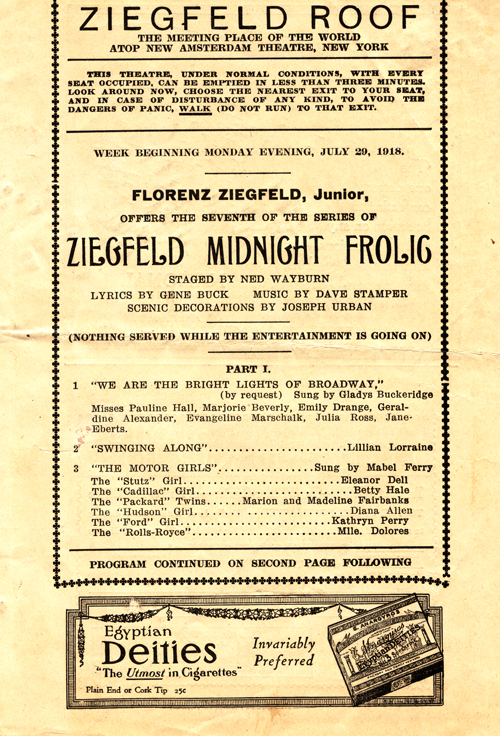 ZIEGFELD ROOF
THE MEETING PLACE OF THE WORLD
ATOP NEW AMSTERDAM THEATRE, NEW YORK
THIS THEATRE, UNDER NORMAL CONDITIONS, WITH EVERY
SEAT OCCUPIED, CAN BE EMPTIED IN LESS THAN THREE MINUTES.
LOOK AROUND NOW, CHOOSE THE NEAREST EXIT TO YOUR SEAT,
AND IN CASE OF DISTURBANCE OF ANY KIND, TO AVOID THE
DANGERS OF PANIC, WALK (DO NOT RUN) TO THAT EXIT.
WEEK BEGINNING MONDAY EVENING, JULY 29, 1918.
FLORENZ ZIEGFELD, Junior,
OFFERS THE SEVENTH OF THE SERIES OF
ZIEGFELD MIDNIGHT FROLIC
STAGED BY NED WAYBURN
LYRICS BY GENE BUCK MUSIC BY DAVE STAMPER
SCENIC DECORATIONS BY JOSEPH URBAN
(NOTHING SERVED WHILE THE ENTERTAINMENT IS GOING ON)
PART I.
1 "WE ARE THE BRIGHT LIGHTS OF BROADWAY,"
(by request) Sung by Gladys Buckeridge
Misses Pauline Hall, Marjorie Beverly, Emily Drange, Geral-
dine Alexander, Evangeline Marschalk, Julia Ross, Jane-
Eberts.
2 "SWINGING ALONG"......................Lillian Lorraine
3 "THE MOTOR GIRLS"...............Sung by Mabel Ferry
The "Stutz" Girl.........................Eleanor Dell
The "Cadillac" Girl.........................Betty Hale
The "Packard" Twins......Marion and Madeline Fairbanks
The "Hudson" Girl.........................Diana Allen
The "Ford" Girl.........................Kathryn Perry
The "Rolls-Royce".........................Mlle. Dolores
PROGRAM CONTINUED ON SECOND PAGE FOLLOWING
Egyptian
Deities
"The Utmost in Cigarettes"
Plain End or Cork Tip 25c
Invariably
Preferred
S. ANARGYROS
Egyptian Deities